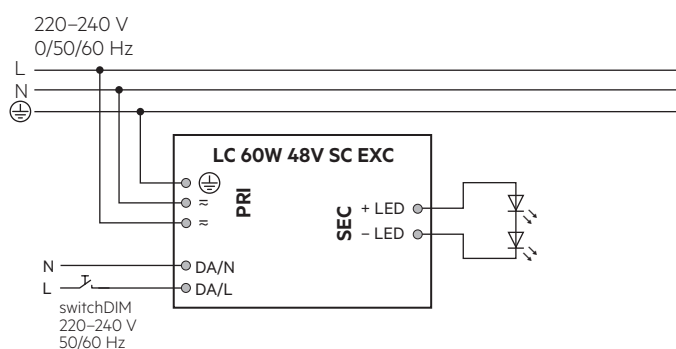 220–240 V
0/50/60 Hz
L
N
LC 60W 48V SC EXC
PRI
≂
≂
SEC
+ LED
– LED
N
DA/N
L
DA/L
switchDIM
220–240 V
50/60 Hz